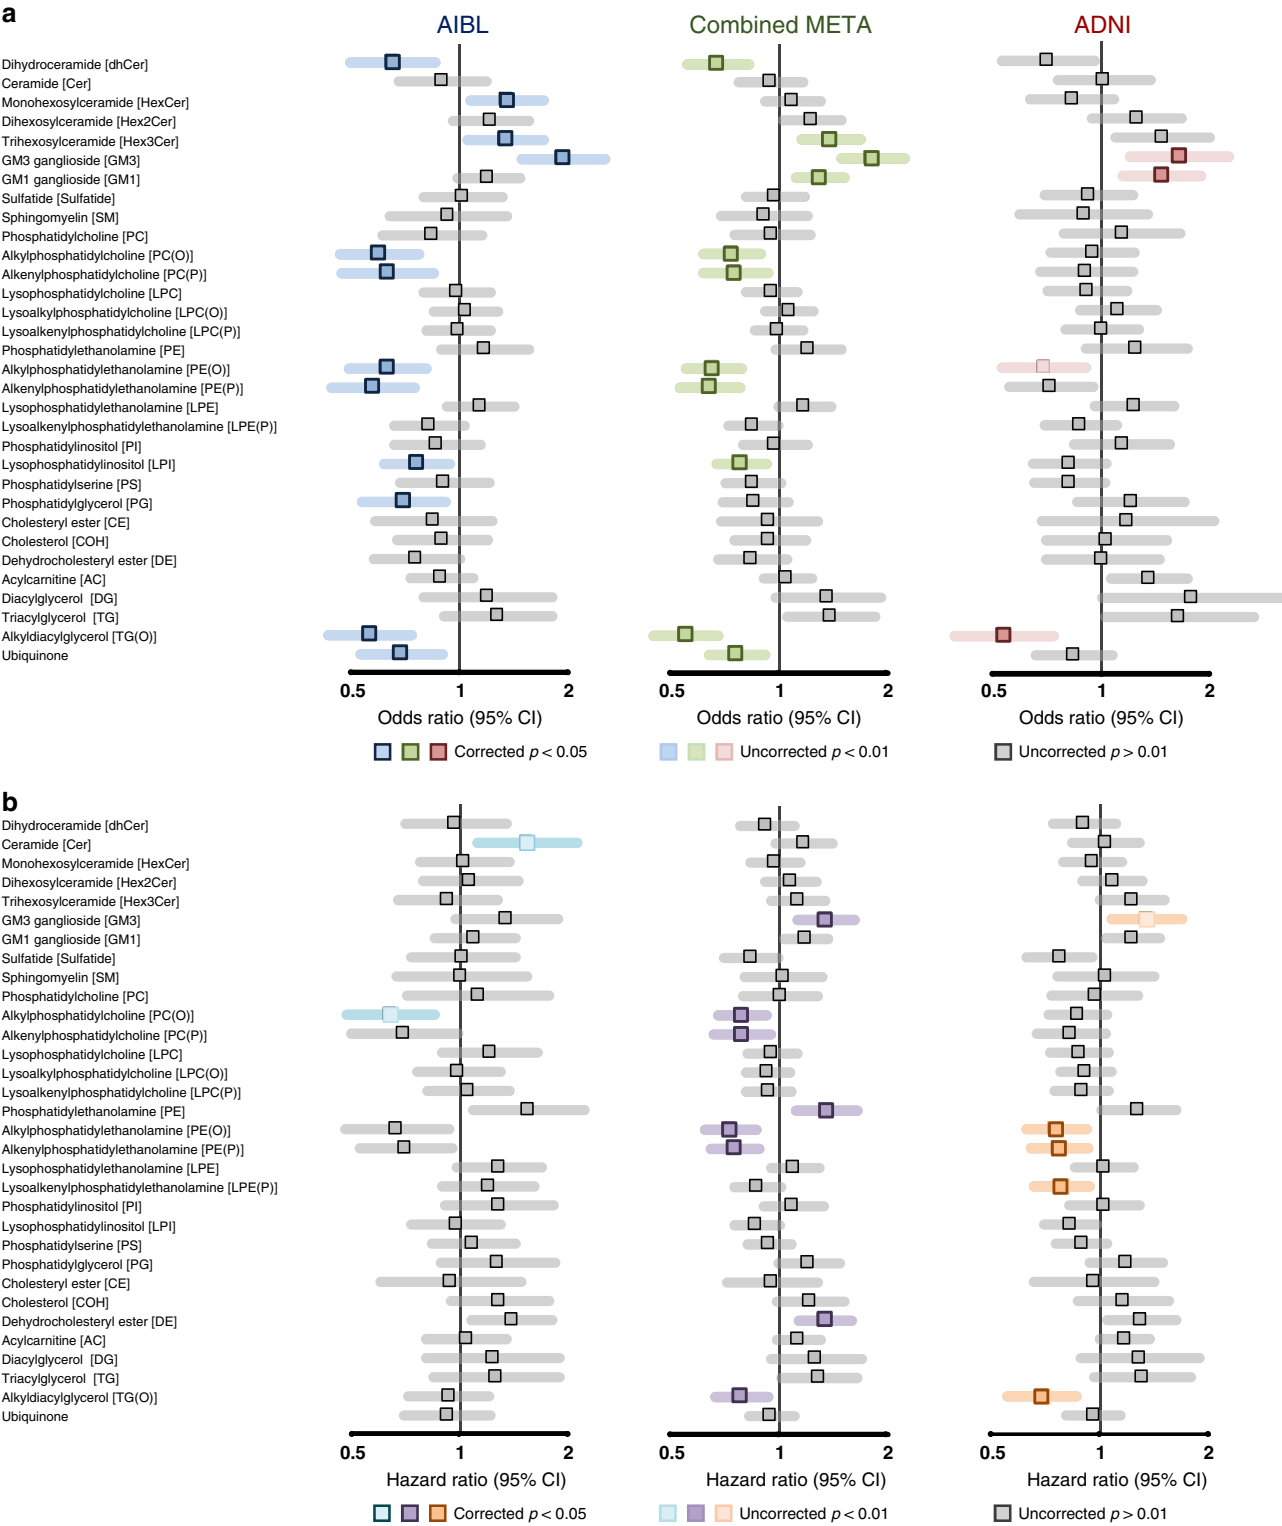 a
AIBL Combined META ADNI
Dihydroceramide [dhCer]
Ceramide [Cer]
Monohexosylceramide [HexCer]
Dihexosylceramide [Hex2Cer]
Trihexosylceramide [Hex3Cer]
GM3 ganglioside [GM3]
GM1 ganglioside [GM1]
Sulfatide [Sulfatide]
Sphingomyelin [SM]
Phosphatidylcholine [PC]
Alkylphosphatidylcholine [PC(O)]
Alkenylphosphatidylcholine [PC(P)]
Lysophosphatidylcholine [LPC]
Lysoalkylphosphatidylcholine [LPC(O)]
Lysoalkenylphosphatidylcholine [LPC(P)]
Phosphatidylethanolamine [PE]
Alkylphosphatidylethanolamine [PE(O)]
Alkenylphosphatidylethanolamine [PE(P)]
Lysophosphatidylethanolamine [LPE]
Lysoalkenylphosphatidylethanolamine [LPE(P)]
Phosphatidylinositol [PI]
Lysophosphatidylinositol [LPI]
Phosphatidylserine [PS]
Phosphatidylglycerol [PG]
Cholesteryl ester [CE]
Cholesterol [COH]
Dehydrocholesteryl ester [DE]
Acylcarnitine [AC]
Diacylglycerol [DG]
Triacylglycerol [TG]
Alkyldiacylglycerol [TG(O)]
Ubiquinone
0.5 1 2 0.5 1 2 0.5 1 2
Odds ratio (95% CI) Odds ratio (95% CI) Odds ratio (95% CI)
Corrected p < 0.05 Uncorrected p < 0.01 Uncorrected p > 0.01
b
Dihydroceramide [dhCer]
Ceramide [Cer]
Monohexosylceramide [HexCer]
Dihexosylceramide [Hex2Cer]
Trihexosylceramide [Hex3Cer]
GM3 ganglioside [GM3]
GM1 ganglioside [GM1]
Sulfatide [Sulfatide]
Sphingomyelin [SM]
Phosphatidylcholine [PC]
Alkylphosphatidylcholine [PC(O)]
Alkenylphosphatidylcholine [PC(P)]
Lysophosphatidylcholine [LPC]
Lysoalkylphosphatidylcholine [LPC(O)]
Lysoalkenylphosphatidylcholine [LPC(P)]
Phosphatidylethanolamine [PE]
Alkylphosphatidylethanolamine [PE(O)]
Alkenylphosphatidylethanolamine [PE(P)]
Lysophosphatidylethanolamine [LPE]
Lysoalkenylphosphatidylethanolamine [LPE(P)]
Phosphatidylinositol [PI]
Lysophosphatidylinositol [LPI]
Phosphatidylserine [PS]
Phosphatidylglycerol [PG]
Cholesteryl ester [CE]
Cholesterol [COH]
Dehydrocholesteryl ester [DE]
Acylcarnitine [AC]
Diacylglycerol [DG]
Triacylglycerol [TG]
Alkyldiacylglycerol [TG(O)]
Ubiquinone
0.5 1 2 0.5 1 2 0.5 1 2
Hazard ratio (95% CI) Hazard ratio (95% CI) Hazard ratio (95% CI)
Corrected p < 0.05 Uncorrected p < 0.01 Uncorrected p > 0.01